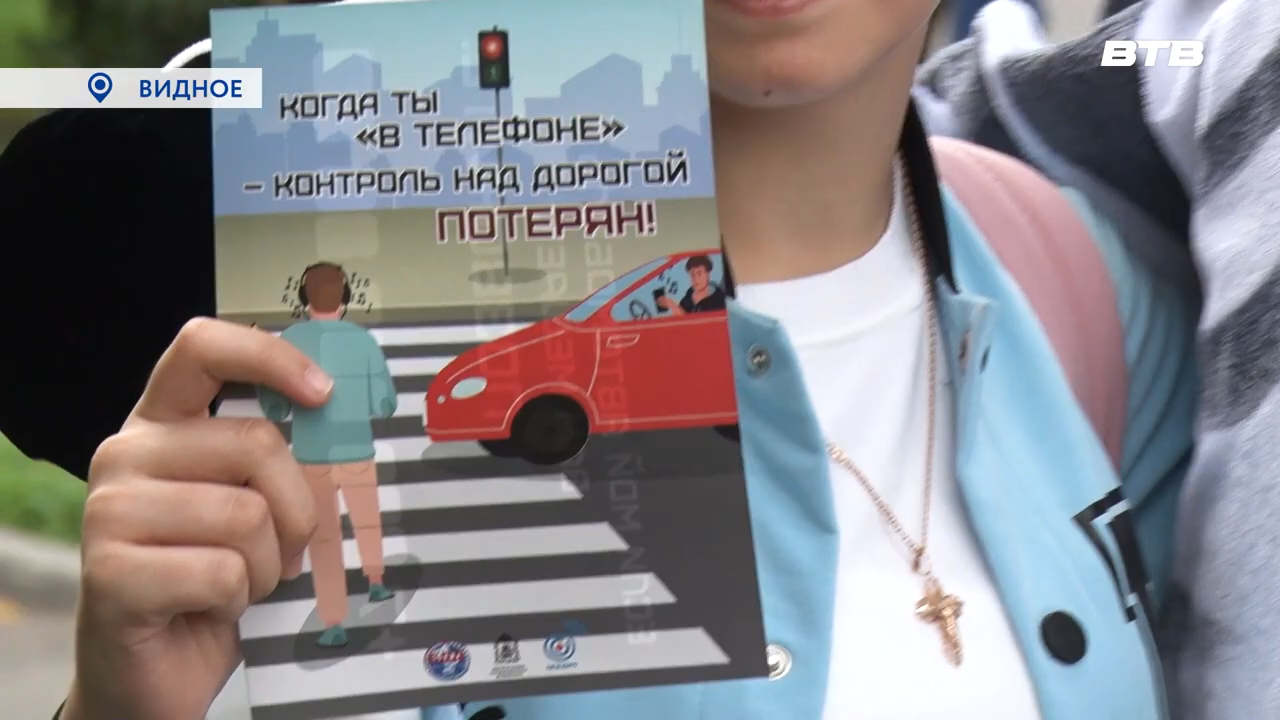 ВТВ
ВИДНОЕ
КОГДА ТЫ
«В ТЕЛЕФОНЕ»
– КОНТРОЛЬ НАД ДОРОГОЙ
ПОТЕРЯН!